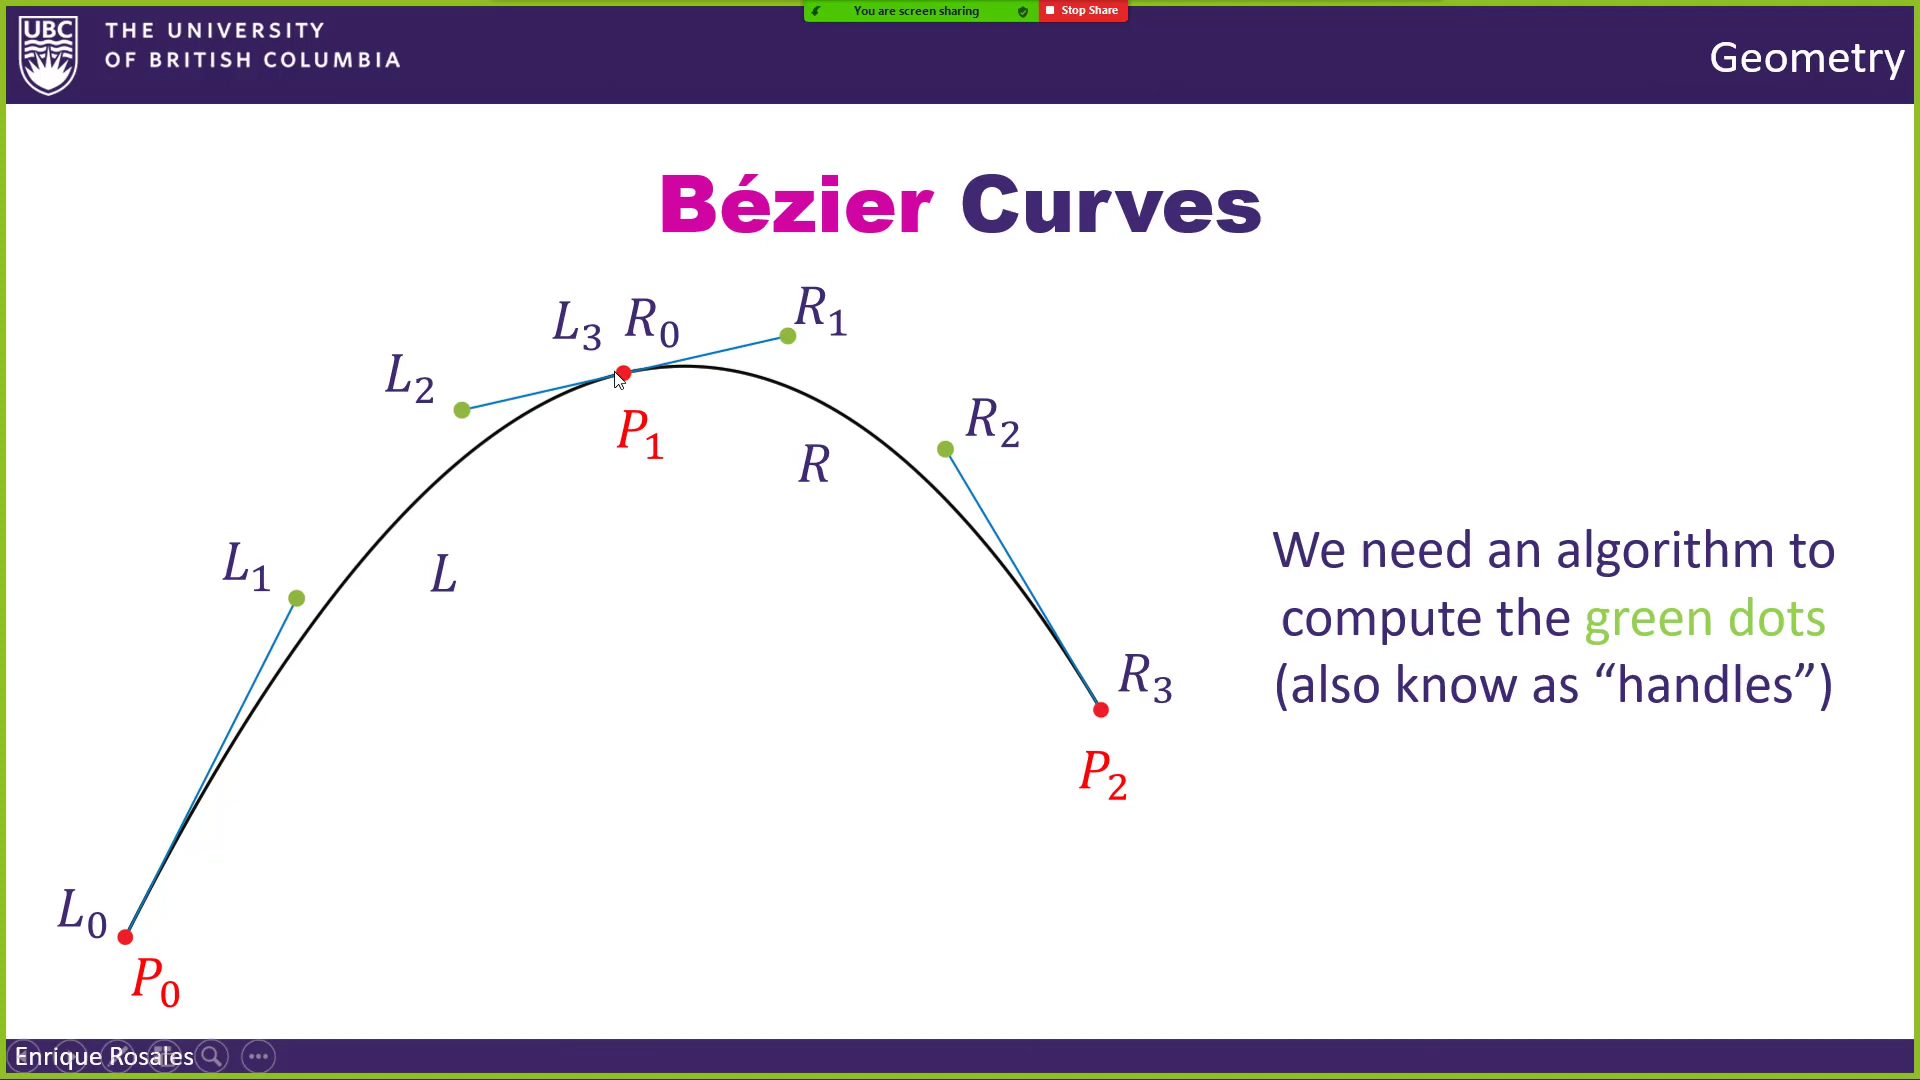 You are screen sharing
Stop Share
UBC
THE UNIVERSITY
OF BRITISH COLUMBIA
Geometry
Bézier Curves
L3 R0
R1
L2
P1
R2
R
L1
L
We need an algorithm to
compute the green dots
(also know as “handles”)
R3
P2
L0
P0
Enrique Rosales